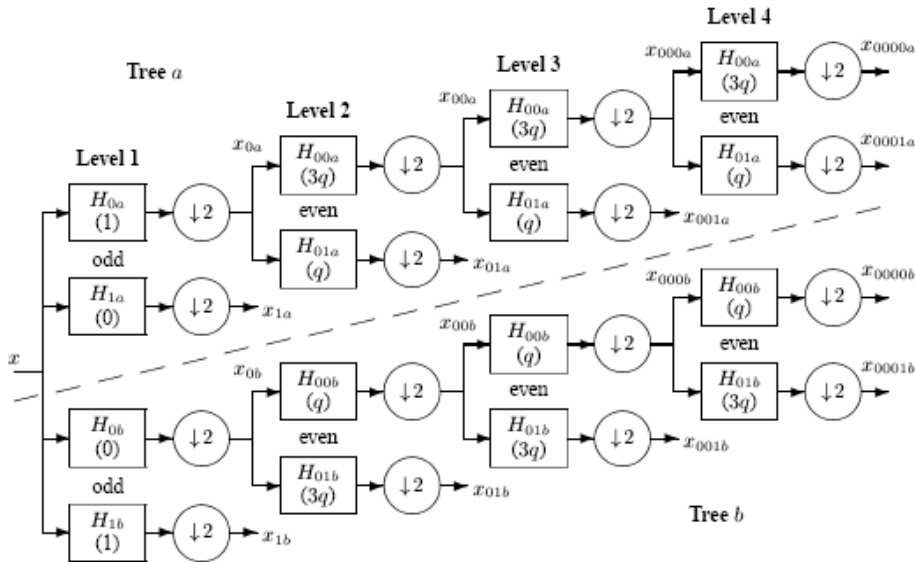 Level 4
x000a
H00a
(3q)
↓2
x0000a
even
H01a
(q)
↓2
x0001a
Level 3
x00a
H00a
(3q)
↓2
even
H01a
(q)
↓2
x001a
Tree a
Level 2
x0a
H00a
(3q)
↓2
even
H01a
(q)
↓2
x01a
Level 1
H0a
(1)
↓2
odd
H1a
(0)
↓2
x1a
x
x000b
H00b
(q)
↓2
x0000b
even
H01b
(3q)
↓2
x0001b
x00b
H00b
(q)
↓2
even
H01b
(3q)
↓2
x001b
x0b
H00b
(q)
↓2
even
H01b
(3q)
↓2
x01b
H0b
(0)
↓2
odd
H1b
(1)
↓2
x1b
Tree b